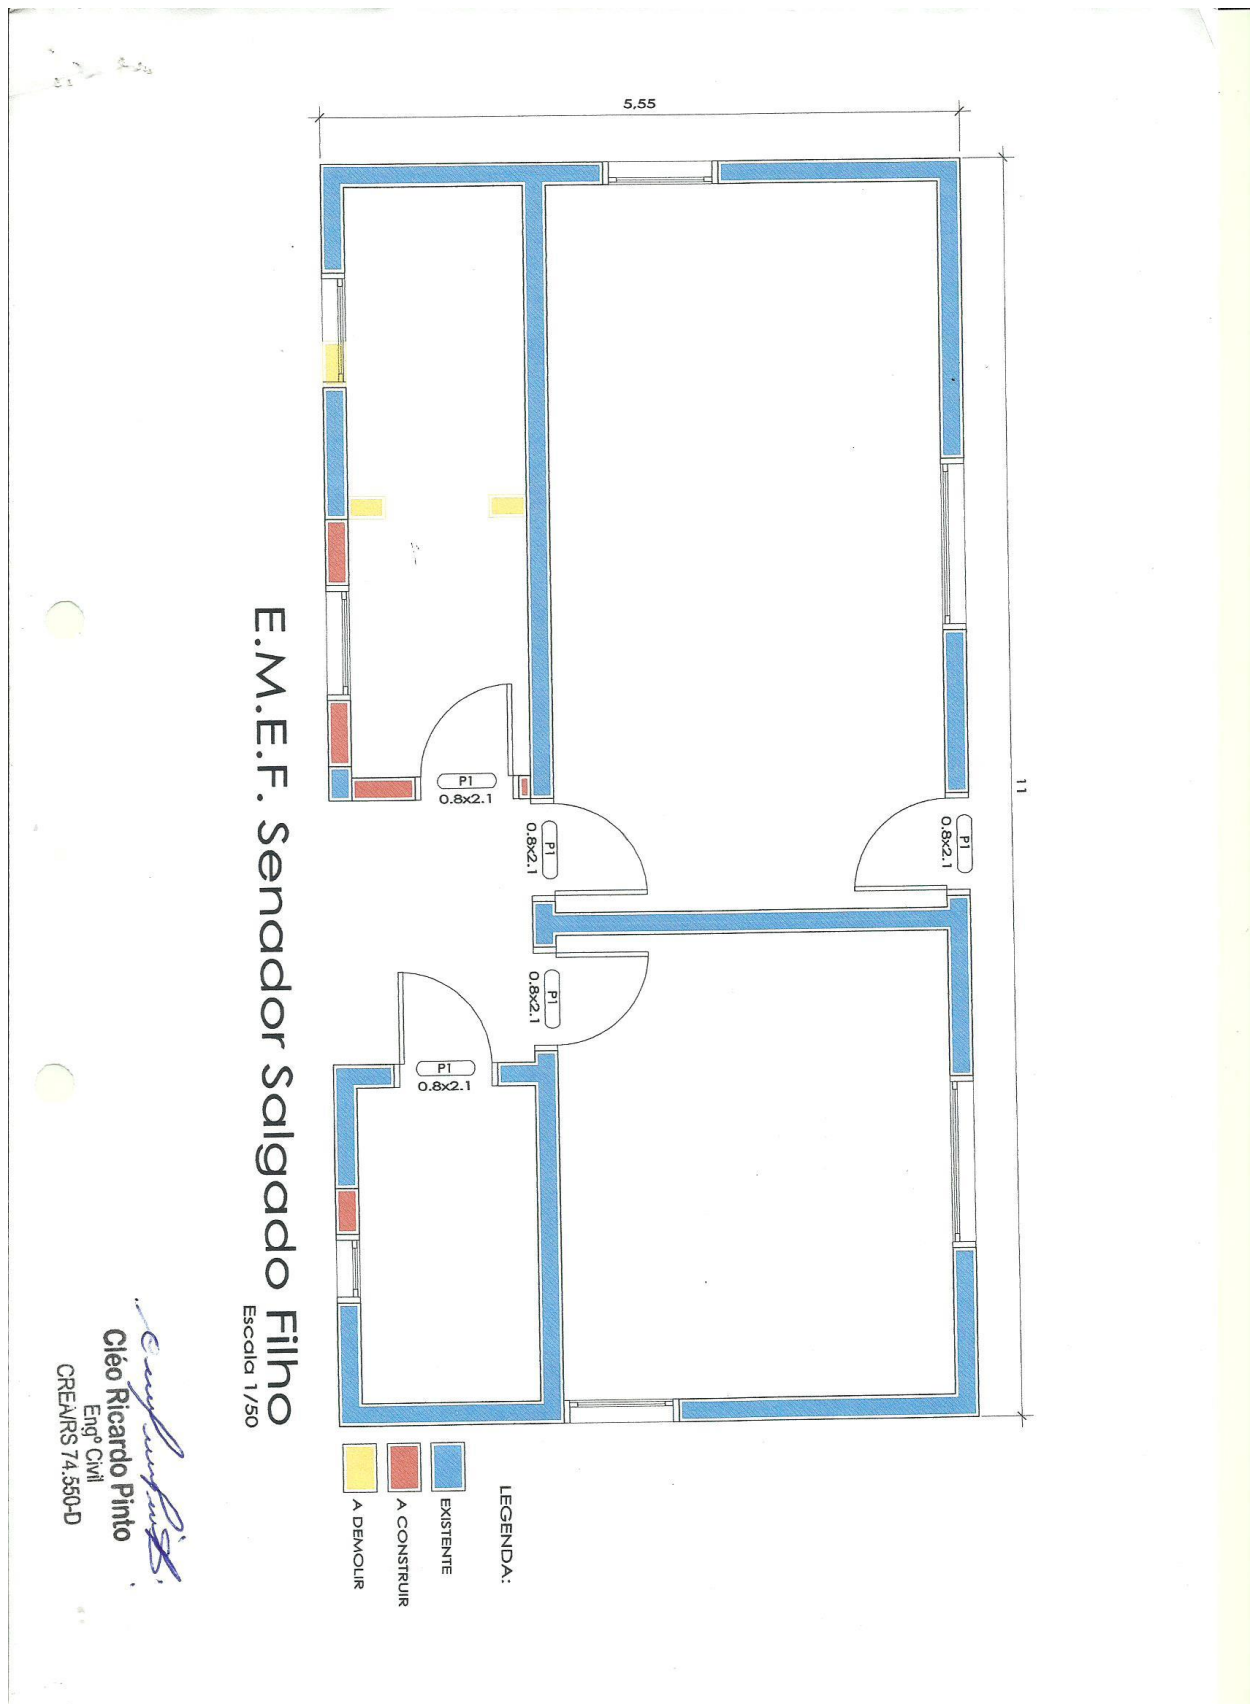 5,55
11
P1
0.8x2.1
P1
0.8x2.1
P1
0.8x2.1
P1
0.8x2.1
P1
0.8x2.1
E.M.E.F. Senador Salgado Filho
Escala 1/50
LEGENDA:
EXISTENTE
A CONSTRUIR
A DEMOLIR
Cléo Ricardo Pinto
Engº Civil
CREA/RS 74.550-D